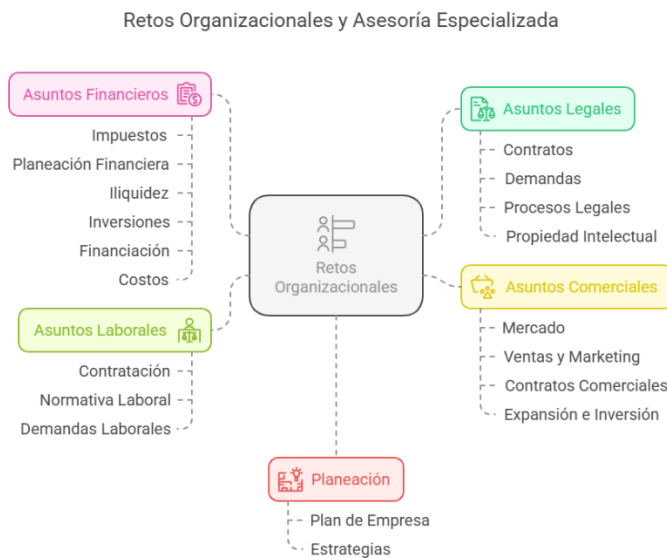 Retos Organizacionales y Asesoría Especializada
Asuntos Financieros
Impuestos
Planeación Financiera
Iliquidez
Inversiones
Financiación
Costos
Asuntos Laborales
Contratación
Normativa Laboral
Demandas Laborales
Retos
Organizacionales
Asuntos Legales
Contratos
Demandas
Procesos Legales
Propiedad Intelectual
Asuntos Comerciales
Mercado
Ventas y Marketing
Contratos Comerciales
Expansión e Inversión
Planeación
Plan de Empresa
Estrategias